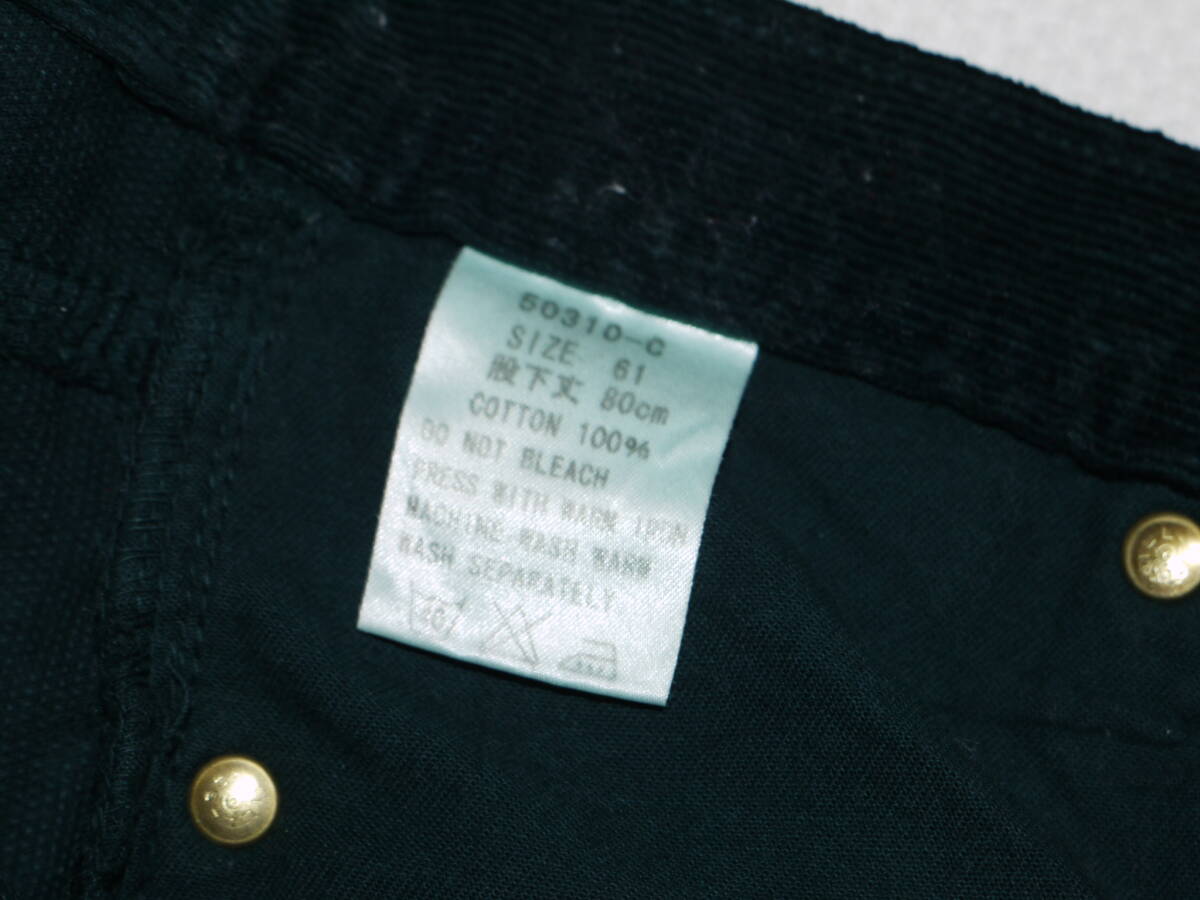 50310-C
SIZE 61
股下丈 80cm
COTTON 100%
DO NOT BLEACH
PRESS WITH WARM IRON
MACHINE WASH WARM
WASH SEPARATELY
40